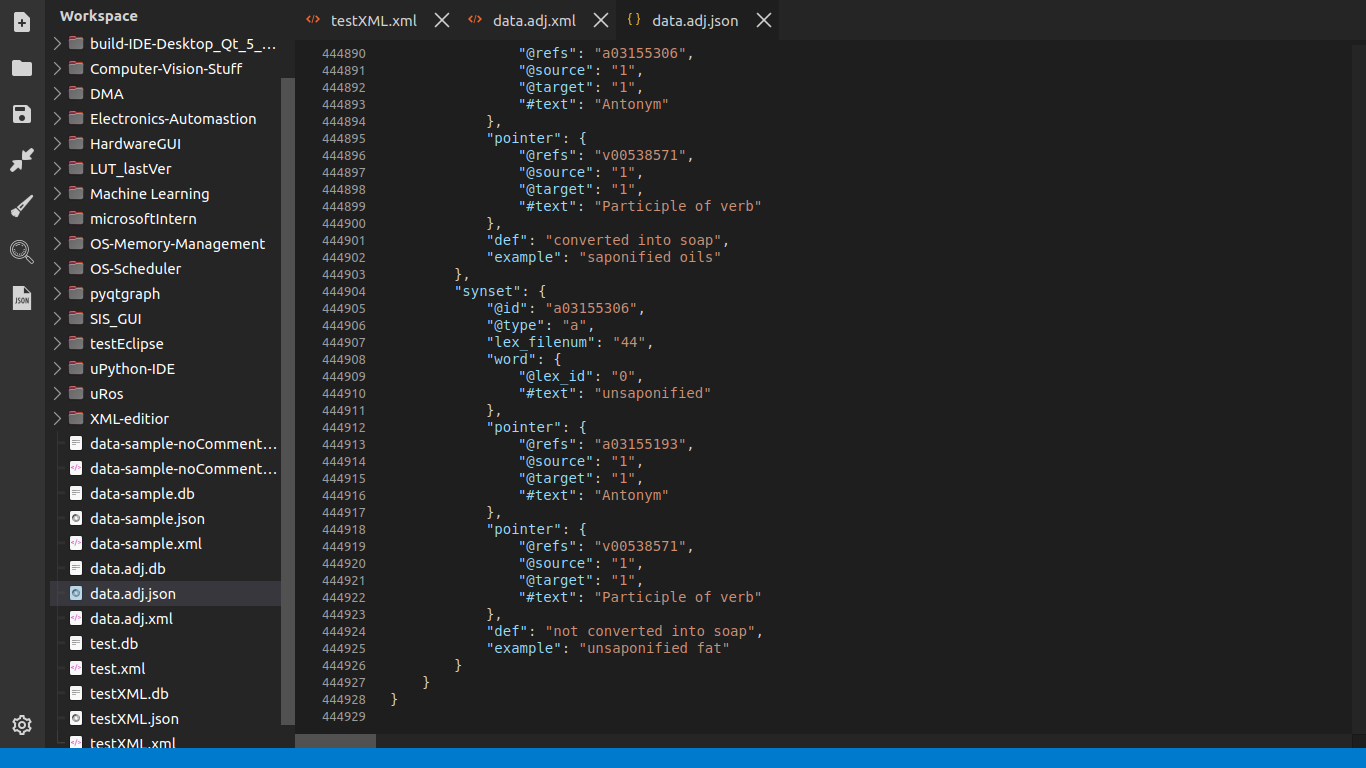 Workspace
build-IDE-Desktop_Qt_5_...
Computer-Vision-Stuff
DMA
Electronics-Automastion
HardwareGUI
LUT_lastVer
Machine Learning
microsoftIntern
OS-Memory-Management
OS-Scheduler
pyqtgraph
SIS_GUI
testEclipse
uPython-IDE
uRos
XML-editior
data-sample-noComment...
data-sample-noComment...
data-sample.db
data-sample.json
data-sample.xml
data.adj.db
data.adj.json
data.adj.xml
test.db
test.xml
testXML.db
testXML.json
testXML.xml
JSON
testXML.xml
data.adj.xml
{} data.adj.json
444890 "@refs": "a03155306",
444891 "@source": "1",
444892 "@target": "1",
444893 "#text": "Antonym"
444894 },
444895 "pointer": {
444896 "@refs": "v00538571",
444897 "@source": "1",
444898 "@target": "1",
444899 "#text": "Participle of verb"
444900 },
444901 "def": "converted into soap",
444902 "example": "saponified oils"
444903 },
444904 "synset": {
444905 "@id": "a03155306",
444906 "@type": "a",
444907 "lex_filenum": "44",
444908 "word": {
444909 "@lex_id": "0",
444910 "#text": "unsaponified"
444911 },
444912 "pointer": {
444913 "@refs": "a03155193",
444914 "@source": "1",
444915 "@target": "1",
444916 "#text": "Antonym"
444917 },
444918 "pointer": {
444919 "@refs": "v00538571",
444920 "@source": "1",
444921 "@target": "1",
444922 "#text": "Participle of verb"
444923 },
444924 "def": "not converted into soap",
444925 "example": "unsaponified fat"
444926 }
444927 }
444928 }
444929